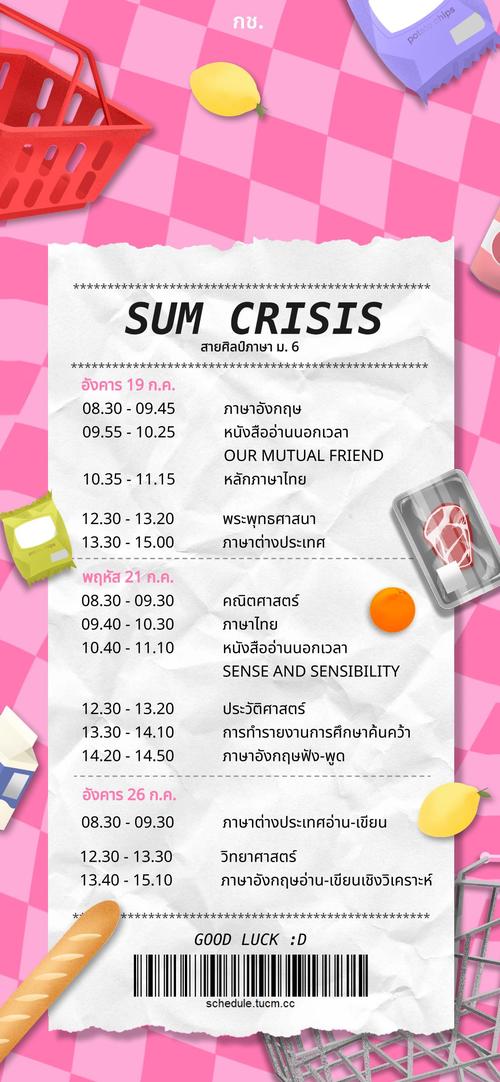 กช.
potato chips
************************************************
SUM CRISIS
สายศิลป์ภาษา ม. 6
************************************************
อังคาร 19 ก.ค.
08.30 - 09.45 ภาษาอังกฤษ
09.55 - 10.25 หนังสืออ่านนอกเวลา
OUR MUTUAL FRIEND
10.35 - 11.15 หลักภาษาไทย
12.30 - 13.20 พระพุทธศาสนา
13.30 - 15.00 ภาษาต่างประเทศ
พฤหัส 21 ก.ค.
08.30 - 09.30 คณิตศาสตร์
09.40 - 10.30 ภาษาไทย
10.40 - 11.10 หนังสืออ่านนอกเวลา
SENSE AND SENSIBILITY
12.30 - 13.20 ประวัติศาสตร์
13.30 - 14.10 การทำรายงานการศึกษาค้นคว้า
14.20 - 14.50 ภาษาอังกฤษฟัง-พูด
อังคาร 26 ก.ค.
08.30 - 09.30 ภาษาต่างประเทศอ่าน-เขียน
12.30 - 13.30 วิทยาศาสตร์
13.40 - 15.10 ภาษาอังกฤษอ่าน-เขียนเชิงวิเคราะห์
************************************************
GOOD LUCK :D
schedule.tucm.cc